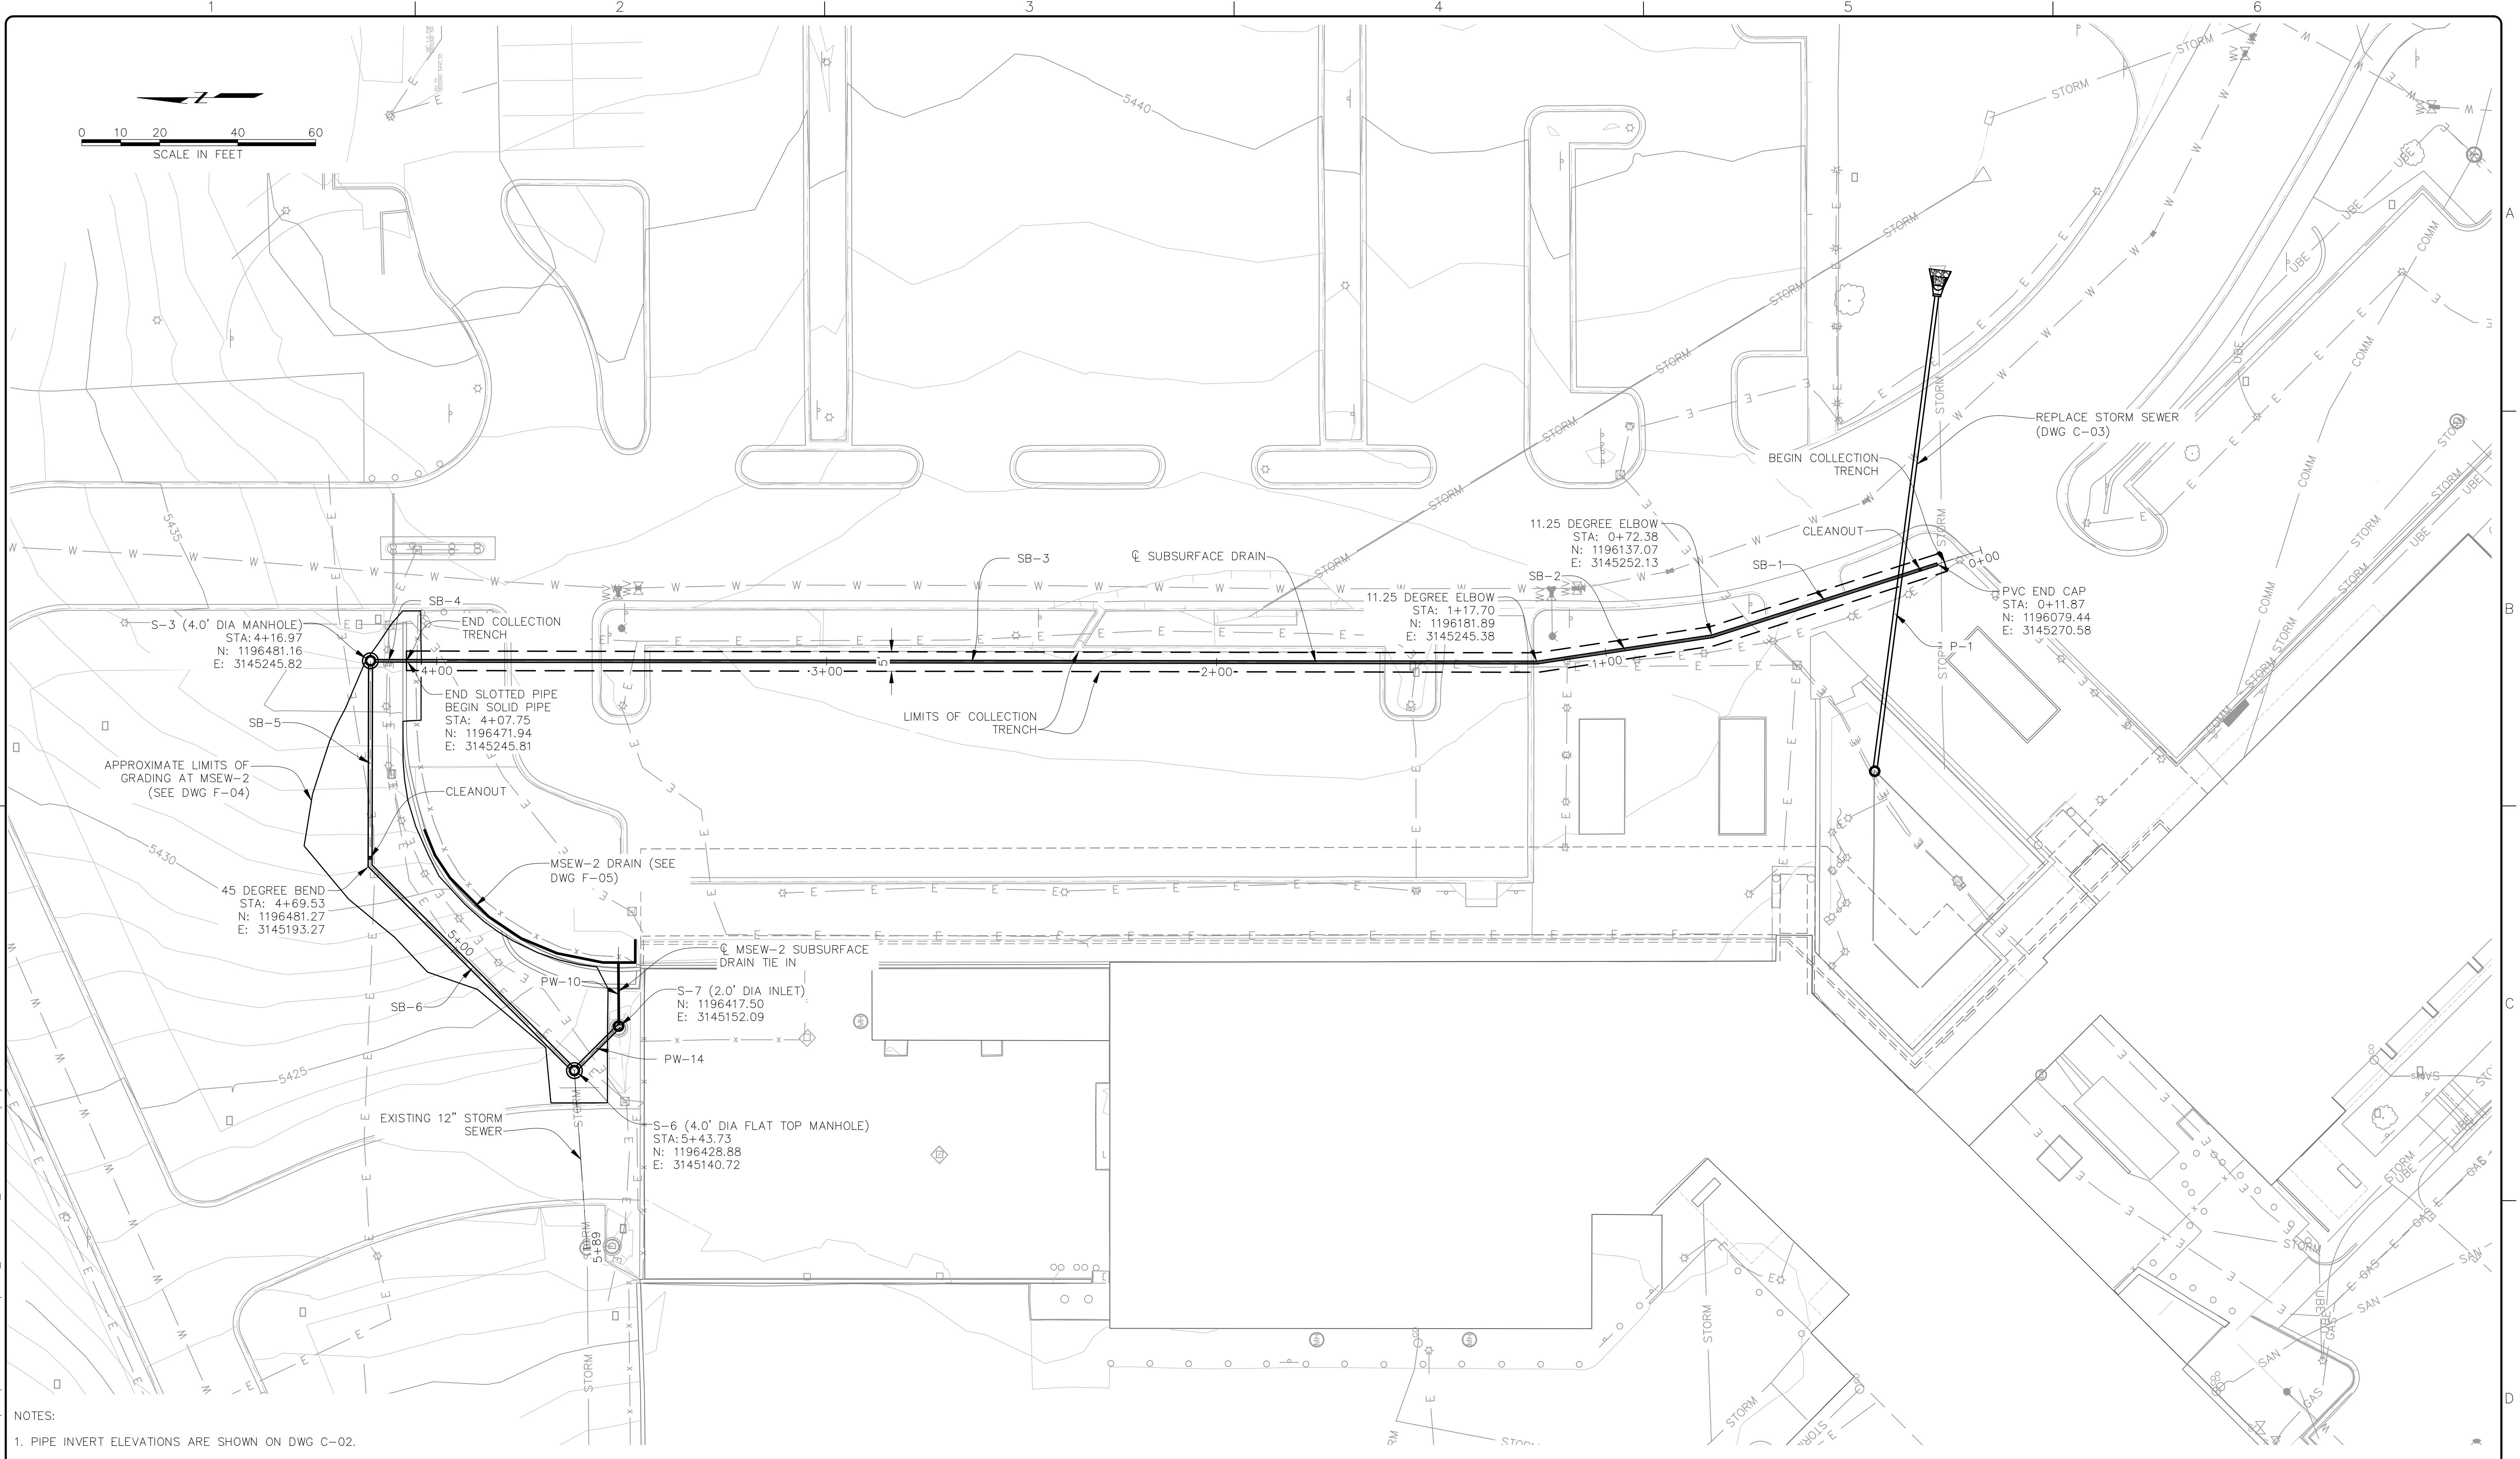 1
2
3
4
5
6
A
B
C
D
N
0 10 20 40 60
SCALE IN FEET
5440
5435
5430
5425
STORM
REPLACE STORM SEWER
(DWG C-03)
BEGIN COLLECTION
TRENCH
11.25 DEGREE ELBOW
STA: 0+72.38
N: 1196137.07
E: 3145252.13
CLEANOUT
SB-1
SB-2
0+00
PVC END CAP
STA: 0+11.87
N: 1196079.44
E: 3145270.58
P-1
SB-3
℄ SUBSURFACE DRAIN
11.25 DEGREE ELBOW
STA: 1+17.70
N: 1196181.89
E: 3145245.38
SB-4
END COLLECTION
TRENCH
S-3 (4.0' DIA MANHOLE)
STA: 4+16.97
N: 1196481.16
E: 3145245.82
4+00
3+00
5'
2+00
1+00
END SLOTTED PIPE
BEGIN SOLID PIPE
STA: 4+07.75
N: 1196471.94
E: 3145245.81
LIMITS OF COLLECTION
TRENCH
SB-5
APPROXIMATE LIMITS OF
GRADING AT MSEW-2
(SEE DWG F-04)
CLEANOUT
MSEW-2 DRAIN (SEE
DWG F-05)
45 DEGREE BEND
STA: 4+69.53
N: 1196481.27
E: 3145193.27
5+00
℄ MSEW-2 SUBSURFACE
DRAIN TIE IN
PW-10
SB-6
S-7 (2.0' DIA INLET)
N: 1196417.50
E: 3145152.09
PW-14
EXISTING 12" STORM
SEWER
S-6 (4.0' DIA FLAT TOP MANHOLE)
STA: 5+43.73
N: 1196428.88
E: 3145140.72
5+89
STORM
COMM
UBE
GAS
SAN
W
E
NOTES:
1. PIPE INVERT ELEVATIONS ARE SHOWN ON DWG C-02.